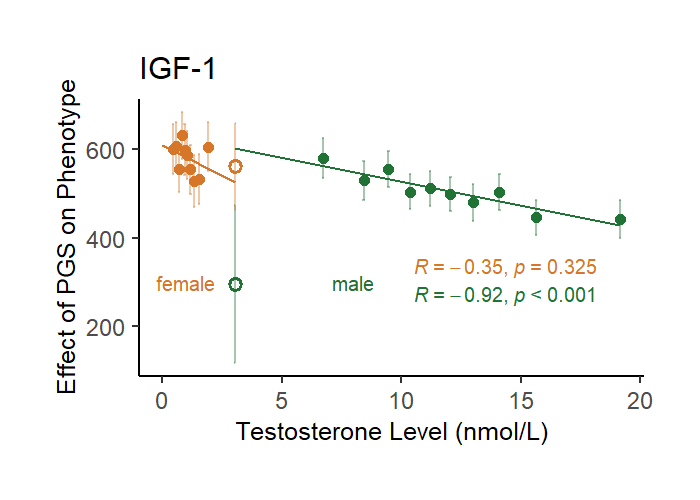 IGF-1
Effect of PGS on Phenotype
600
400
200
female
male
R = −0.35, p = 0.325
R = −0.92, p < 0.001
0 5 10 15 20
Testosterone Level (nmol/L)